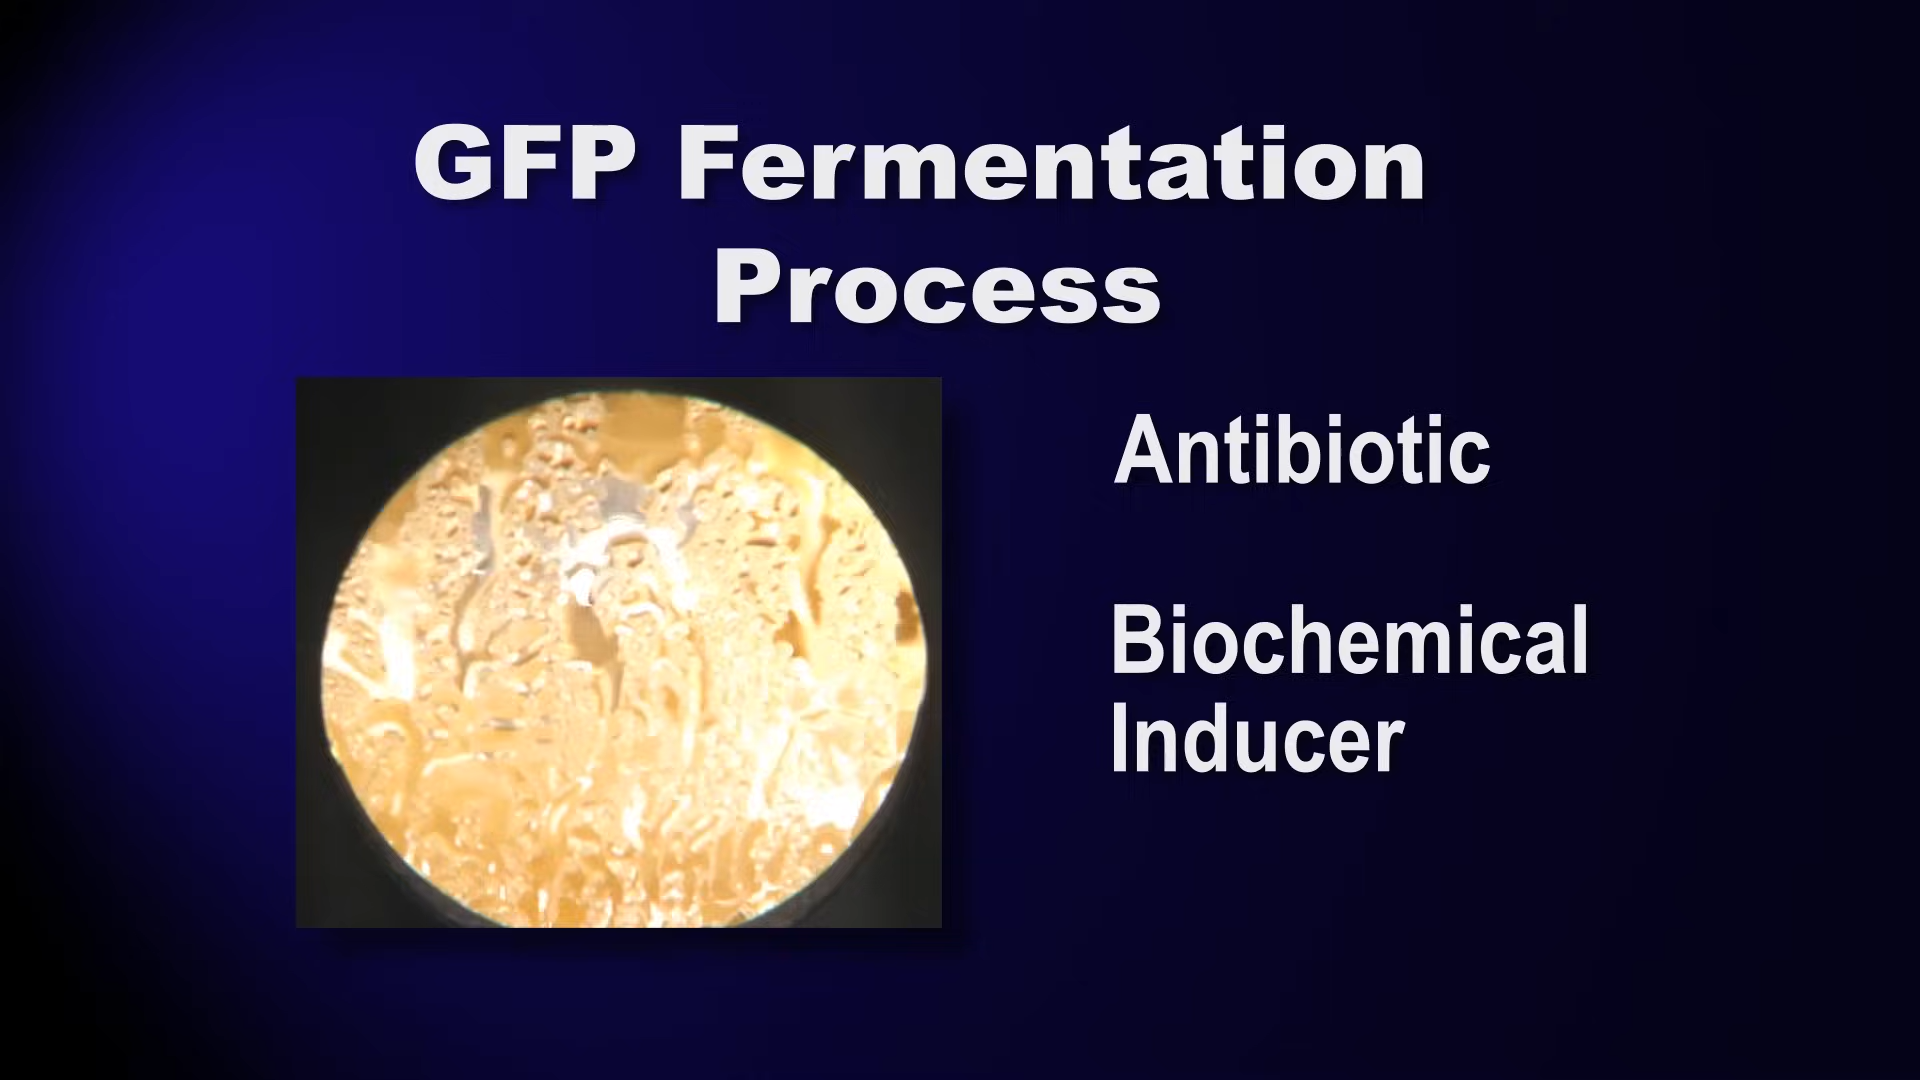 GFP Fermentation
Process
Antibiotic
Biochemical
Inducer